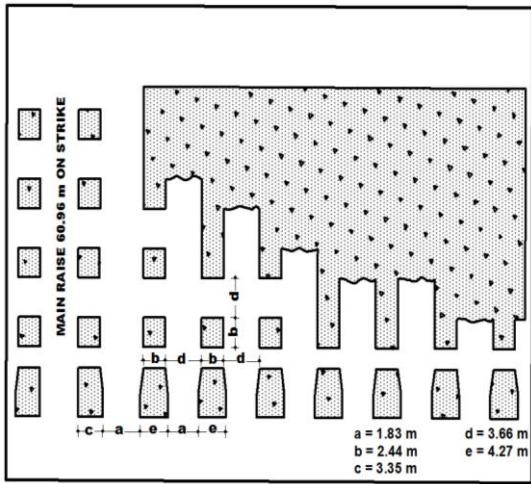 MAIN RAISE 60.96 m ON STRIKE
d
b
b d b d
c a e a e
a = 1.83 m d = 3.66 m
b = 2.44 m e = 4.27 m
c = 3.35 m